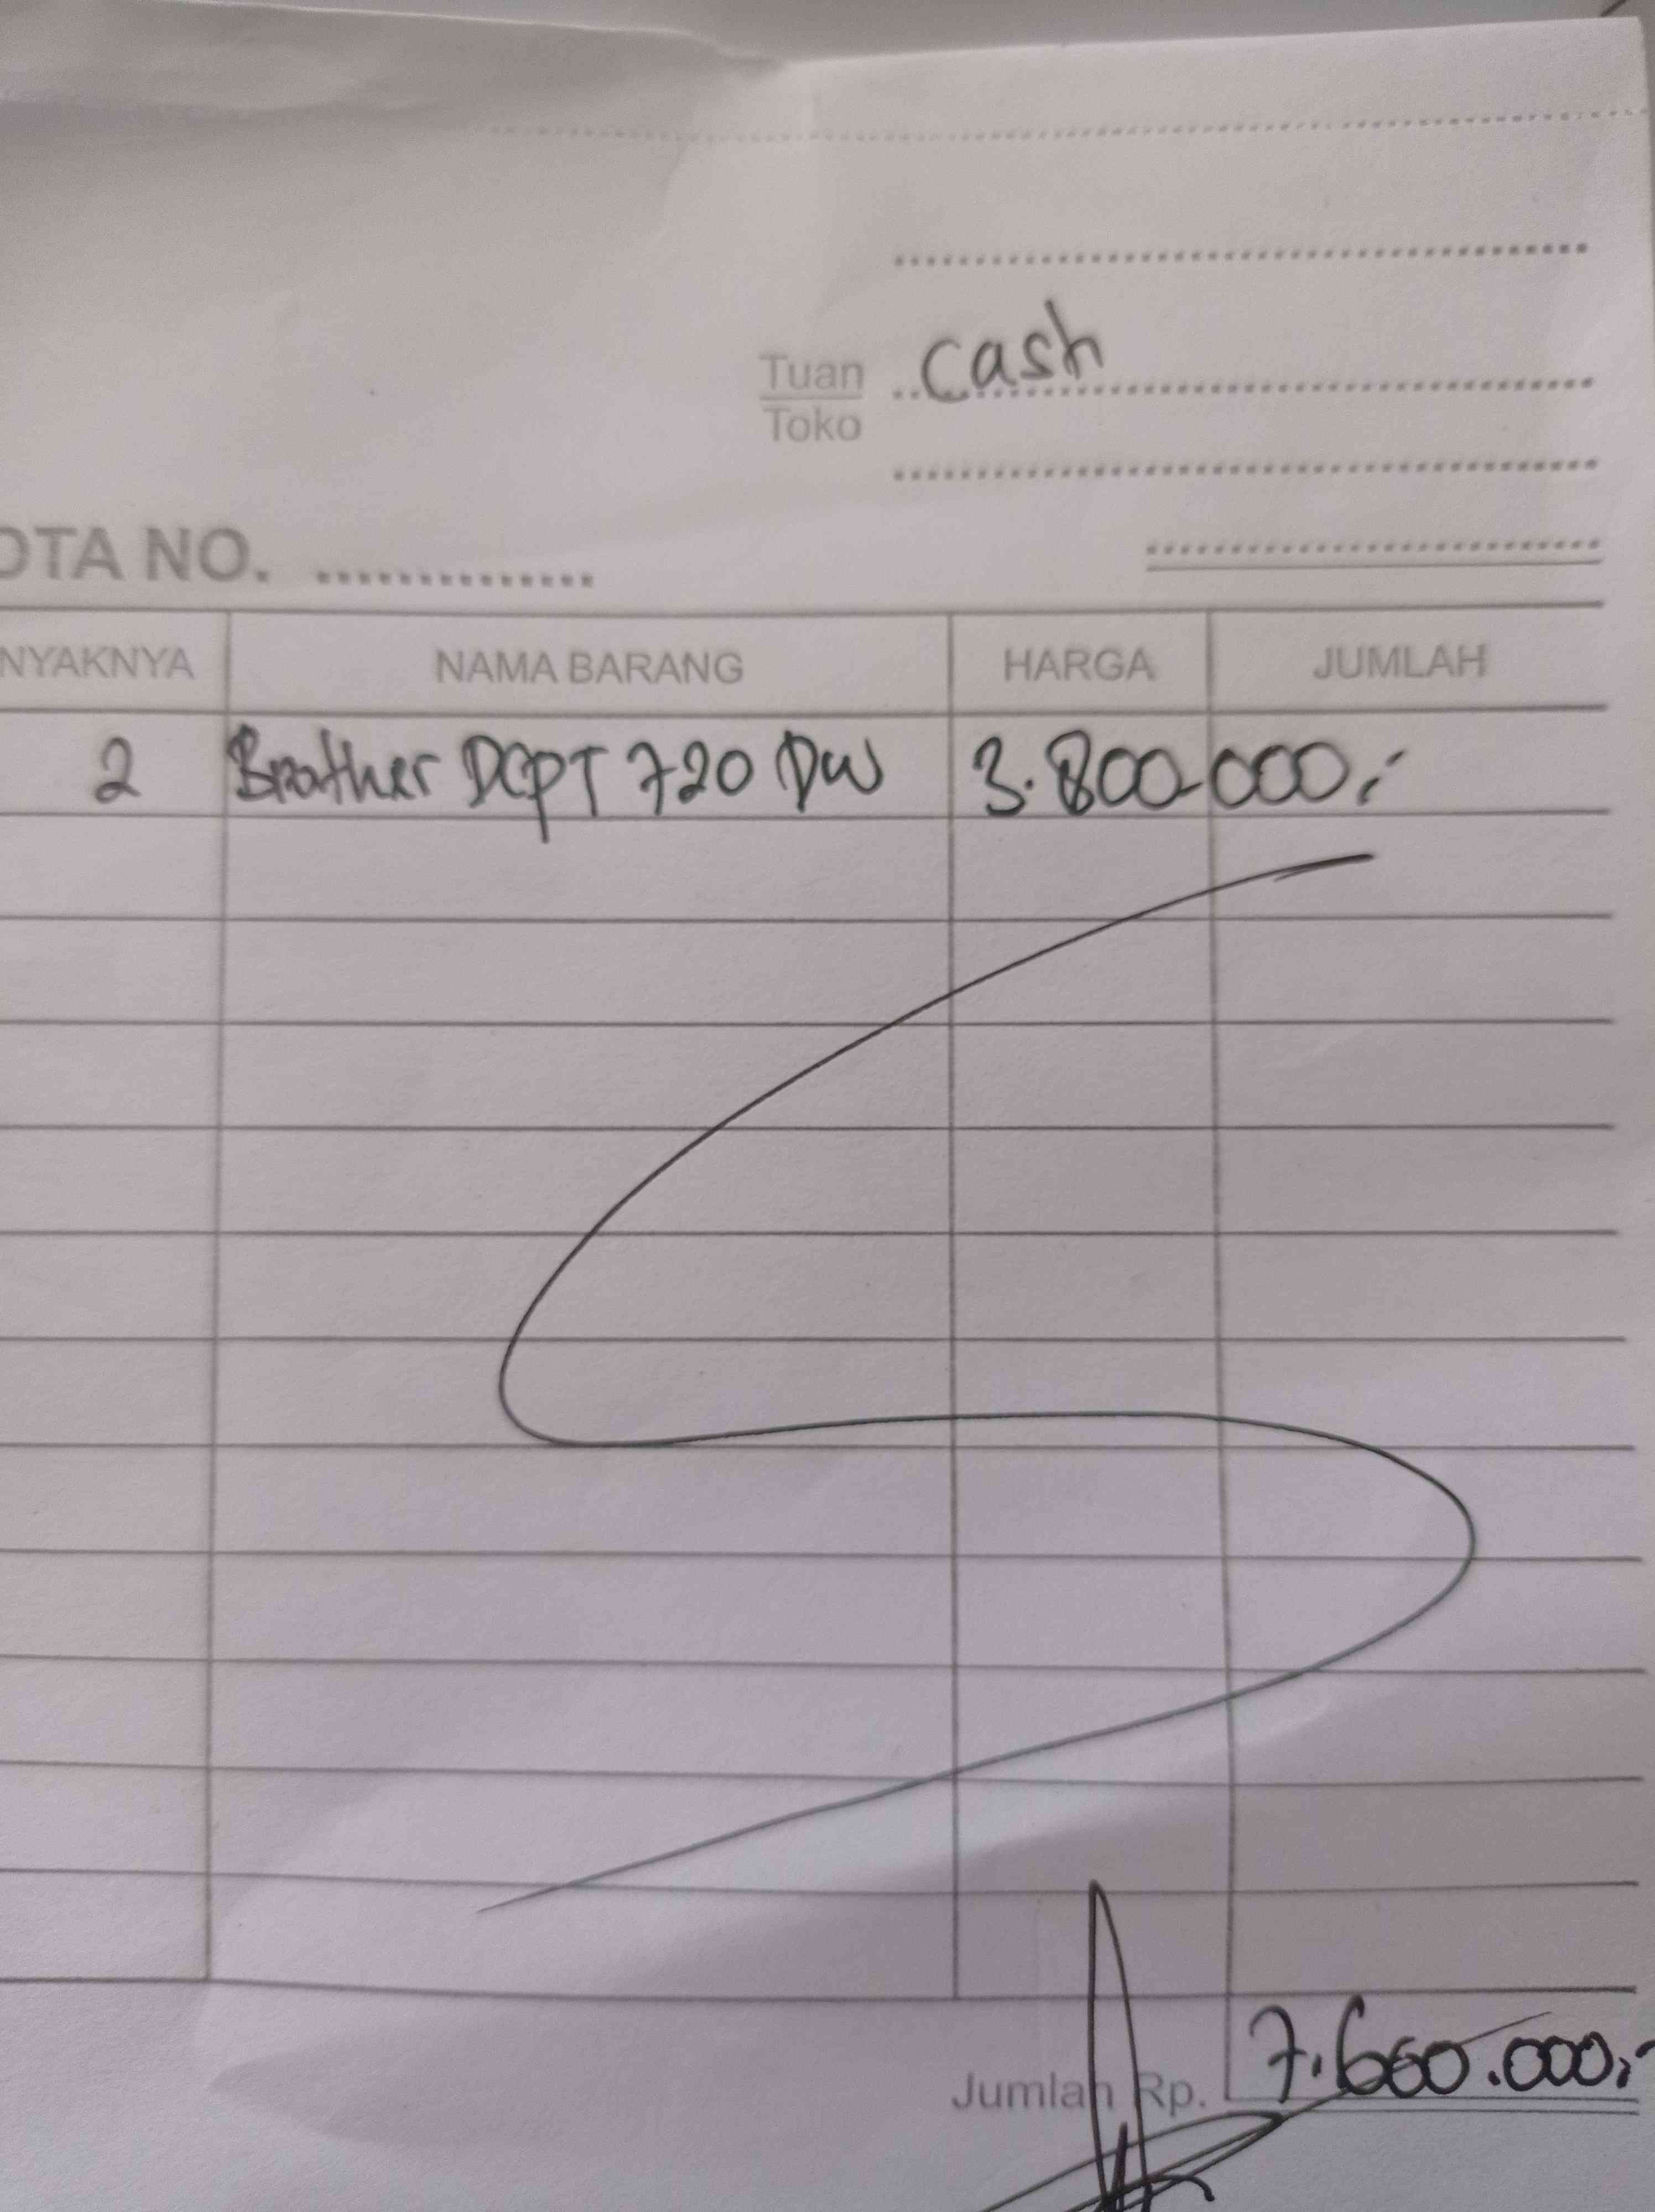 Tuan cash
Toko
OTA NO. ..............
NYAKNYA NAMA BARANG HARGA JUMLAH
2 Brother DCPT 720 DW 3.800.000,-
Jumlah Rp. 7.600.000,-